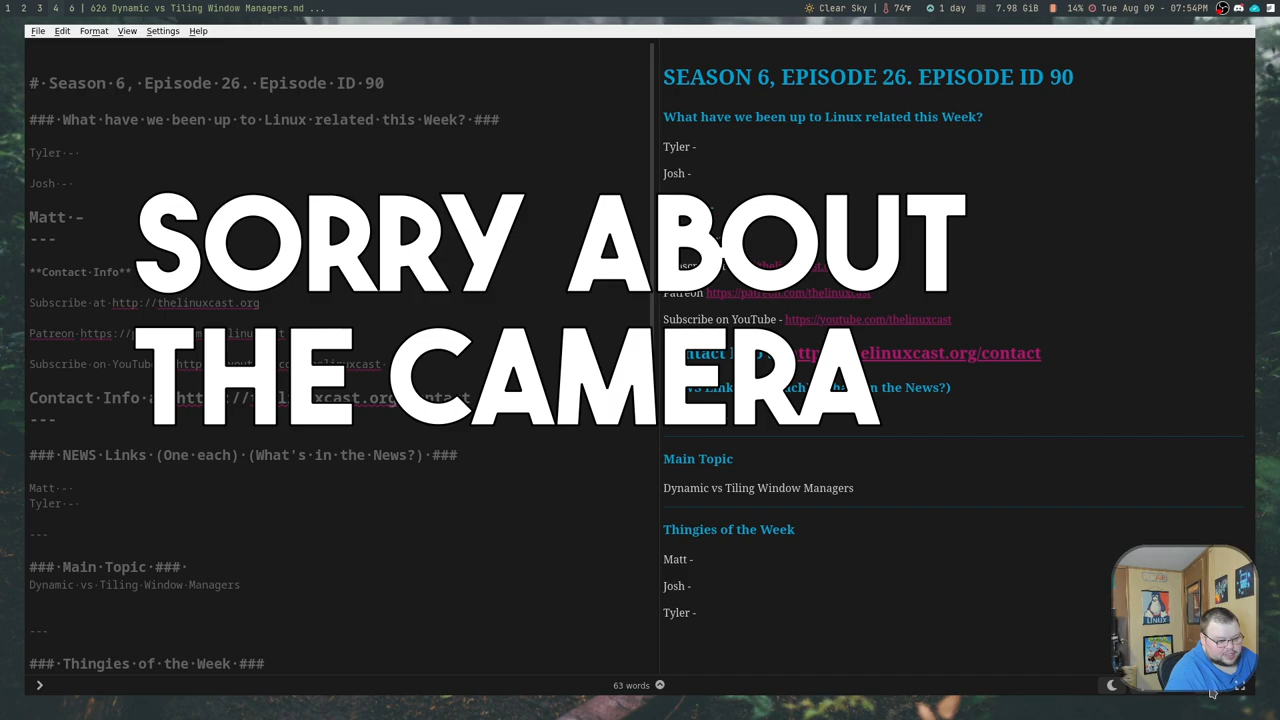 1 2 3 4 6 | 626 Dynamic vs Tiling Window Managers.md ...
Clear Sky | 74°F 1 day 7.98 GiB 14% Tue Aug 09 - 07:54PM
File Edit Format View Settings Help
#·Season·6,·Episode·26.·Episode·ID·90
###·What·have·we·been·up·to·Linux·related·this·Week?·###
Tyler·-·
Josh·-·
Matt·-
---
**Contact·Info**
Subscribe·at·http://thelinuxcast.org
Patreon·https://
Subscribe·on
Contact·Info
---
###·NEWS·Links·(One·each)·(What's·in·the·News?)·###
Matt·-·
Tyler·-·
---
###·Main·Topic·###·
Dynamic·vs·Tiling·Window·Managers
---
###·Thingies·of·the·Week·###
SEASON 6, EPISODE 26. EPISODE ID 90
What have we been up to Linux related this Week?
Tyler -
Josh -
Patreon https://patreon.com/thelinuxcast
Subscribe on YouTube - https://youtube.com/thelinuxcast
Main Topic
Dynamic vs Tiling Window Managers
Thingies of the Week
Matt -
Josh -
Tyler -
SORRY ABOUT
THE CAMERA
LINUX
63 words